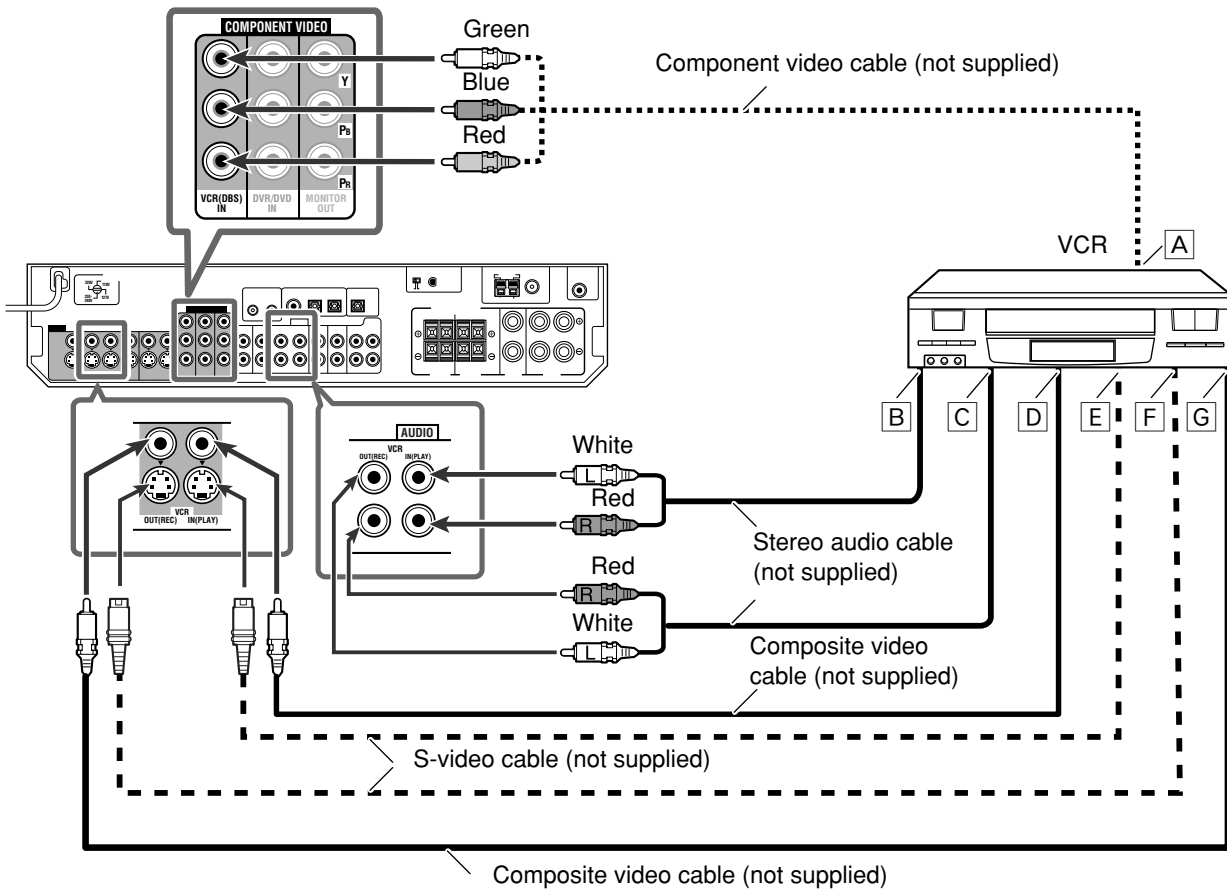 COMPONENT VIDEO
Y
PB
PR
VCR(DBS) IN
DVR/DVD IN
MONITOR OUT
Green
Blue
Red
Component video cable (not supplied)
VCR
A
B
C
D
E
F
G
VCR
OUT(REC) IN(PLAY)
AUDIO
VCR
OUT(REC) IN(PLAY)
White
L
Red
R
Stereo audio cable
(not supplied)
Red
R
White
L
Composite video
cable (not supplied)
S-video cable (not supplied)
Composite video cable (not supplied)